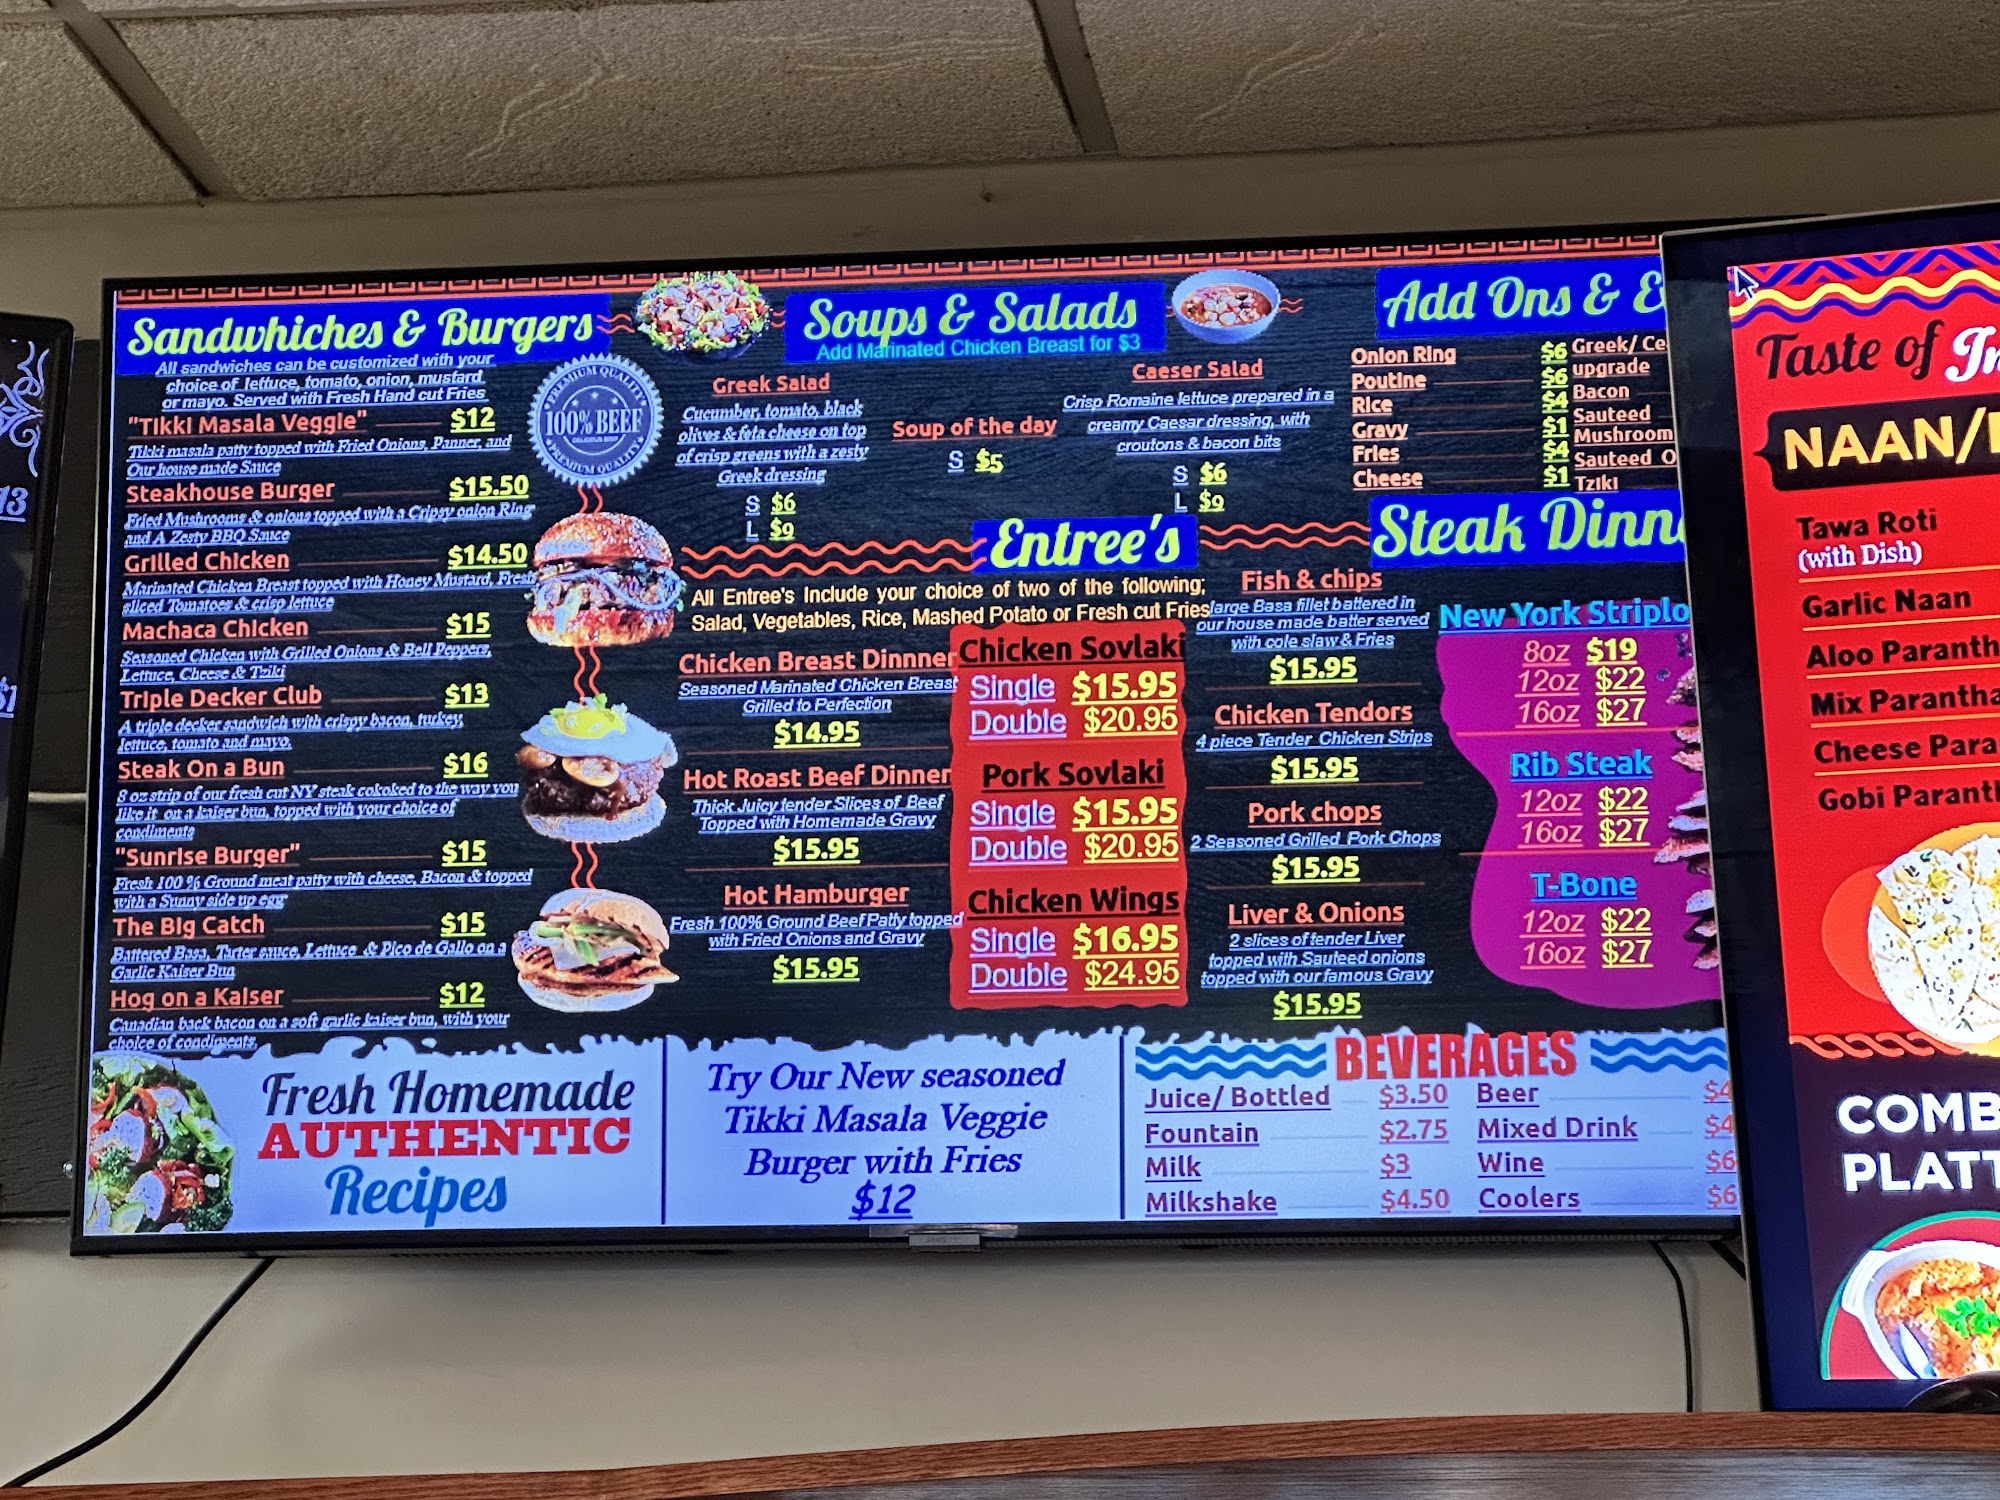 Sandwhiches & Burgers
All sandwiches can be customized with your
choice of lettuce, tomato, onion, mustard
or mayo. Served with Fresh Hand cut Fries
"Tikki Masala Veggie" $12
Tikki masala patty topped with Fried Onions, Panner, and
Our house made Sauce
Steakhouse Burger $15.50
Fried Mushrooms & onions topped with a Cripsy onion Ring
and A Zesty BBQ Sauce
Grilled Chicken $14.50
Marinated Chicken Breast topped with Honey Mustard, Fresh
sliced Tomatoes & crisp lettuce
Machaca Chicken $15
Seasoned Chicken with Grilled Onions & Bell Peppers,
Lettuce, Cheese & Tziki
Triple Decker Club $13
A triple decker sandwich with crispy bacon, turkey,
lettuce, tomato and mayo.
Steak On a Bun $16
8 oz strip of our fresh cut NY steak cokoked to the way you
like it on a kaiser bun, topped with your choice of
condiments
"Sunrise Burger" $15
Fresh 100 % Ground meat patty with cheese, Bacon & topped
with a Sunny side up egg
The Big Catch $15
Battered Basa, Tarter sauce, Lettuce & Pico de Gallo on a
Garlic Kaiser Bun
Hog on a Kaiser $12
Canadian back bacon on a soft garlic kaiser bun, with your
choice of condiments,
PREMIUM QUALITY
100% BEEF
PREMIUM QUALITY
Soups & Salads
Add Marinated Chicken Breast for $3
Greek Salad
Cucumber, tomato, black
olives & feta cheese on top
of crisp greens with a zesty
Greek dressing
S $6
L $9
Soup of the day
S $5
Caeser Salad
Crisp Romaine lettuce prepared in a
creamy Caesar dressing, with
croutons & bacon bits
S $6
L $9
Add Ons & E
Onion Ring $6
Poutine $6
Rice $4
Gravy $1
Fries $4
Cheese $1
Greek/ Ce
upgrade
Bacon
Sauteed
Mushroom
Sauteed O
Tziki
Entree's
All Entree's Include your choice of two of the following;
Salad, Vegetables, Rice, Mashed Potato or Fresh cut Fries
Chicken Breast Dinnner
Seasoned Marinated Chicken Breast
Grilled to Perfection
$14.95
Hot Roast Beef Dinner
Thick Juicy tender Slices of Beef
Topped with Homemade Gravy
$15.95
Hot Hamburger
Fresh 100% Ground Beef Patty topped
with Fried Onions and Gravy
$15.95
Chicken Sovlaki
Single $15.95
Double $20.95
Pork Sovlaki
Single $15.95
Double $20.95
Chicken Wings
Single $16.95
Double $24.95
Fish & chips
large Basa fillet battered in
our house made batter served
with cole slaw & Fries
$15.95
Chicken Tendors
4 piece Tender Chicken Strips
$15.95
Pork chops
2 Seasoned Grilled Pork Chops
$15.95
Liver & Onions
2 slices of tender Liver
topped with Sauteed onions
topped with our famous Gravy
$15.95
Steak Dinn
New York Striplo
8oz $19
12oz $22
16oz $27
Rib Steak
12oz $22
16oz $27
T-Bone
12oz $22
16oz $27
Fresh Homemade
AUTHENTIC
Recipes
Try Our New seasoned
Tikki Masala Veggie
Burger with Fries
$12
BEVERAGES
Juice/ Bottled $3.50
Fountain $2.75
Milk $3
Milkshake $4.50
Beer $4
Mixed Drink $4
Wine $6
Coolers $6
Taste of In
NAAN/
Tawa Roti
(with Dish)
Garlic Naan
Aloo Paranth
Mix Parantha
Cheese Para
Gobi Parant
COMB
PLATT
13
$1